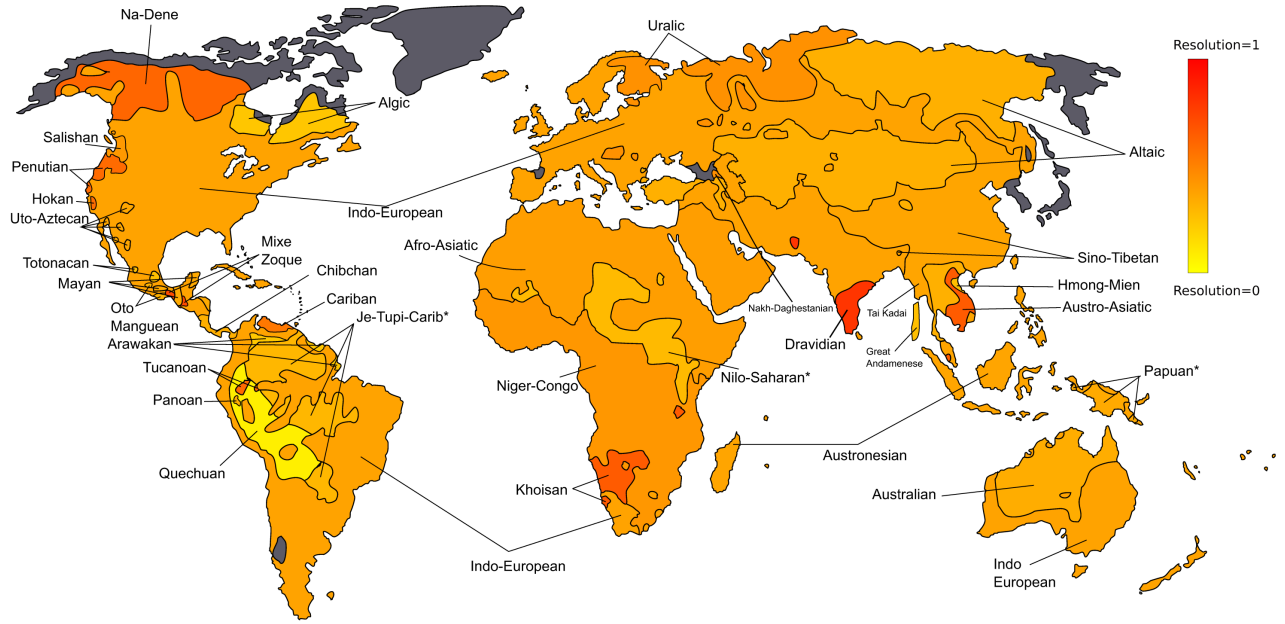 Na-Dene
Uralic
Resolution=1
Algic
Salishan
Altaic
Penutian
Hokan
Indo-European
Uto-Aztecan
Mixe
Zoque
Afro-Asiatic
Totonacan
Chibchan
Sino-Tibetan
Mayan
Hmong-Mien
Resolution=0
Oto
Manguean
Cariban
Nakh-Daghestanian
Tai Kadai
Austro-Asiatic
Je-Tupi-Carib*
Arawakan
Dravidian
Great
Andamenese
Tucanoan
Niger-Congo
Nilo-Saharan*
Papuan*
Panoan
Quechuan
Austronesian
Khoisan
Australian
Indo-European
Indo
European